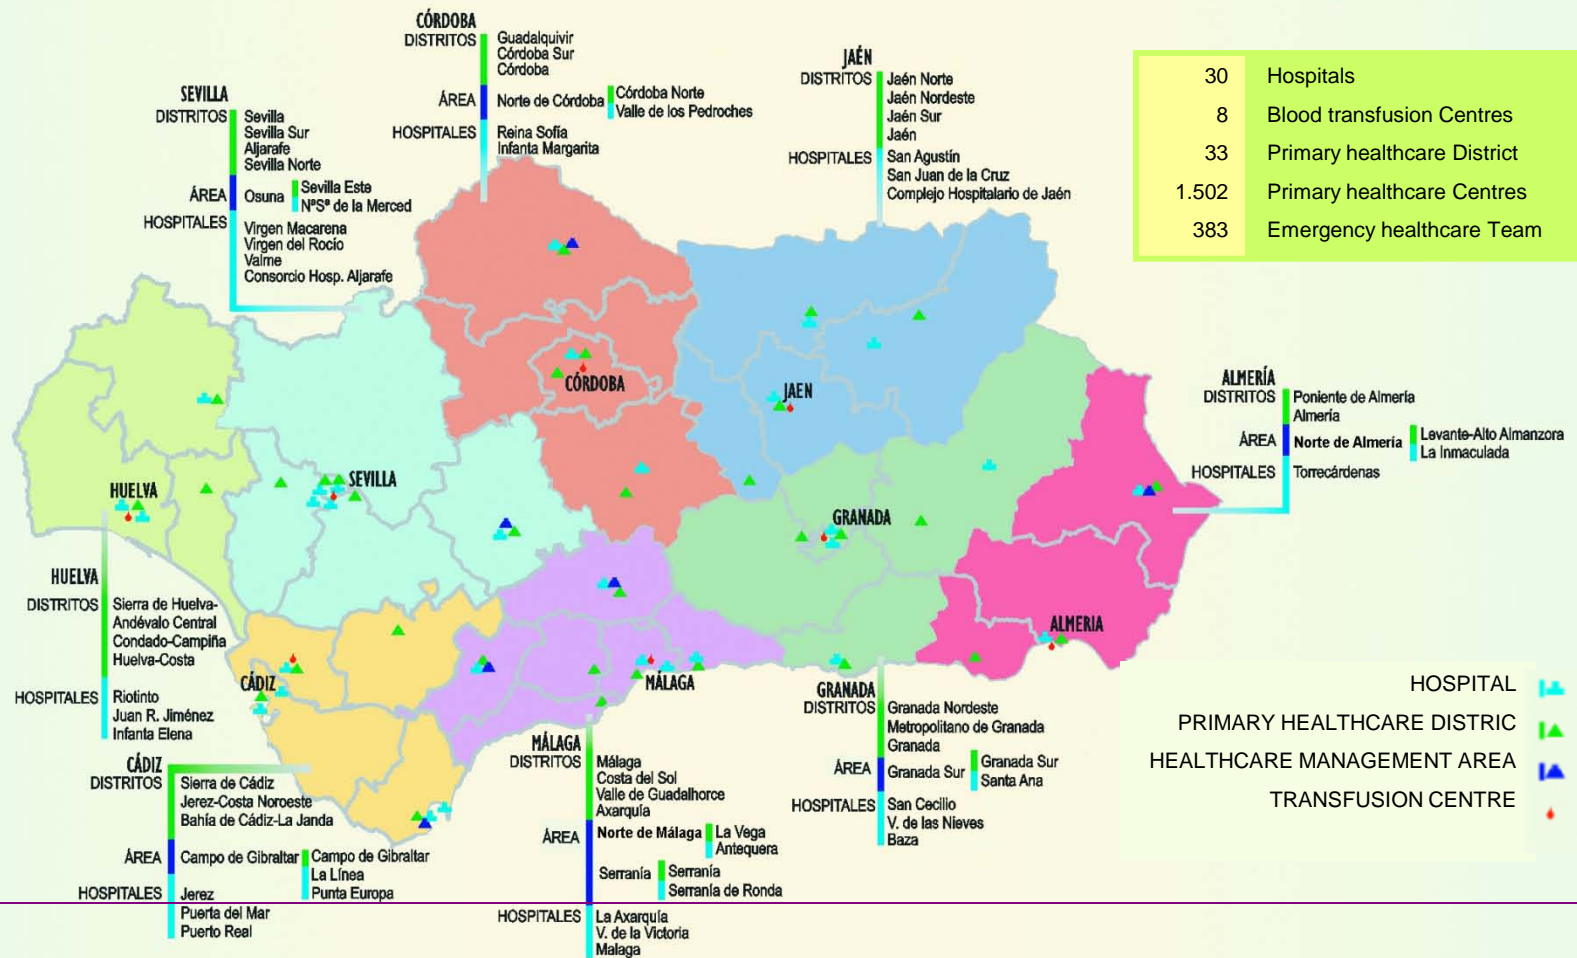 CÓRDOBA
DISTRITOS
Guadalquivir
Córdoba Sur
Córdoba
ÁREA
Norte de Córdoba
Córdoba Norte
Valle de los Pedroches
HOSPITALES
Reina Sofía
Infanta Margarita
JAÉN
DISTRITOS
Jaén Norte
Jaén Nordeste
Jaén Sur
Jaén
HOSPITALES
San Agustín
San Juan de la Cruz
Complejo Hospitalario de Jaén
30 Hospitals
8 Blood transfusion Centres
33 Primary healthcare District
1.502 Primary healthcare Centres
383 Emergency healthcare Team
SEVILLA
DISTRITOS
Sevilla
Sevilla Sur
Aljarafe
Sevilla Norte
ÁREA
Osuna
Sevilla Este
NªSª de la Merced
HOSPITALES
Virgen Macarena
Virgen del Rocío
Valme
Consorcio Hosp. Aljarafe
CÓRDOBA
JAEN
SEVILLA
HUELVA
GRANADA
ALMERIA
CÁDIZ
MÁLAGA
ALMERÍA
DISTRITOS
Poniente de Almería
Almería
ÁREA
Norte de Almería
Levante-Alto Almanzora
La Inmaculada
HOSPITALES
Torrecárdenas
HUELVA
DISTRITOS
Sierra de Huelva-
Andévalo Central
Condado-Campiña
Huelva-Costa
HOSPITALES
Riotinto
Juan R. Jiménez
Infanta Elena
CÁDIZ
DISTRITOS
Sierra de Cádiz
Jerez-Costa Noroeste
Bahía de Cádiz-La Janda
ÁREA
Campo de Gibraltar
Campo de Gibraltar
La Línea
Punta Europa
HOSPITALES
Jerez
Puerta del Mar
Puerto Real
MÁLAGA
DISTRITOS
Málaga
Costa del Sol
Valle de Guadalhorce
Axarquía
ÁREA
Norte de Málaga
La Vega
Antequera
Serranía
Serranía
Serranía de Ronda
HOSPITALES
La Axarquía
V. de la Victoria
Malaga
GRANADA
DISTRITOS
Granada Nordeste
Metropolitano de Granada
Granada
ÁREA
Granada Sur
Granada Sur
Santa Ana
HOSPITALES
San Cecilio
V. de las Nieves
Baza
HOSPITAL
PRIMARY HEALTHCARE DISTRIC
HEALTHCARE MANAGEMENT AREA
TRANSFUSION CENTRE